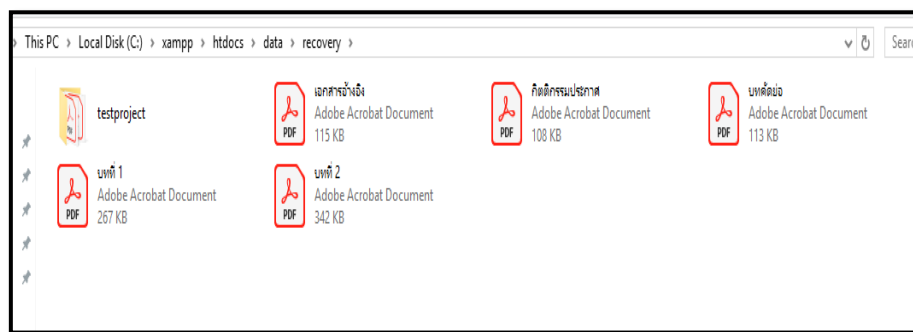 This PC > Local Disk (C:) > xampp > htdocs > data > recovery >
Sear
testproject
เอกสารอ้างอิง
Adobe Acrobat Document
115 KB
กิตติกรรมประกาศ
Adobe Acrobat Document
108 KB
บทคัดย่อ
Adobe Acrobat Document
113 KB
บทที่ 1
Adobe Acrobat Document
267 KB
บทที่ 2
Adobe Acrobat Document
342 KB
PDF
PDF
PDF
PDF
PDF